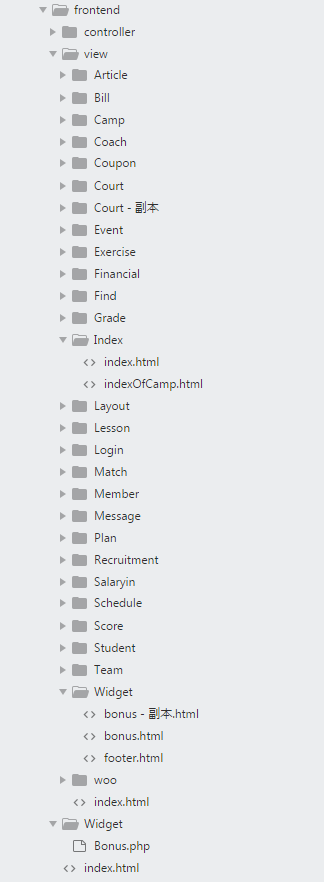 frontend
controller
view
Article
Bill
Camp
Coach
Coupon
Court
Court - 副本
Event
Exercise
Financial
Find
Grade
Index
index.html
indexOfCamp.html
Layout
Lesson
Login
Match
Member
Message
Plan
Recruitment
Salaryin
Schedule
Score
Student
Team
Widget
bonus - 副本.html
bonus.html
footer.html
woo
index.html
Widget
Bonus.php
index.html